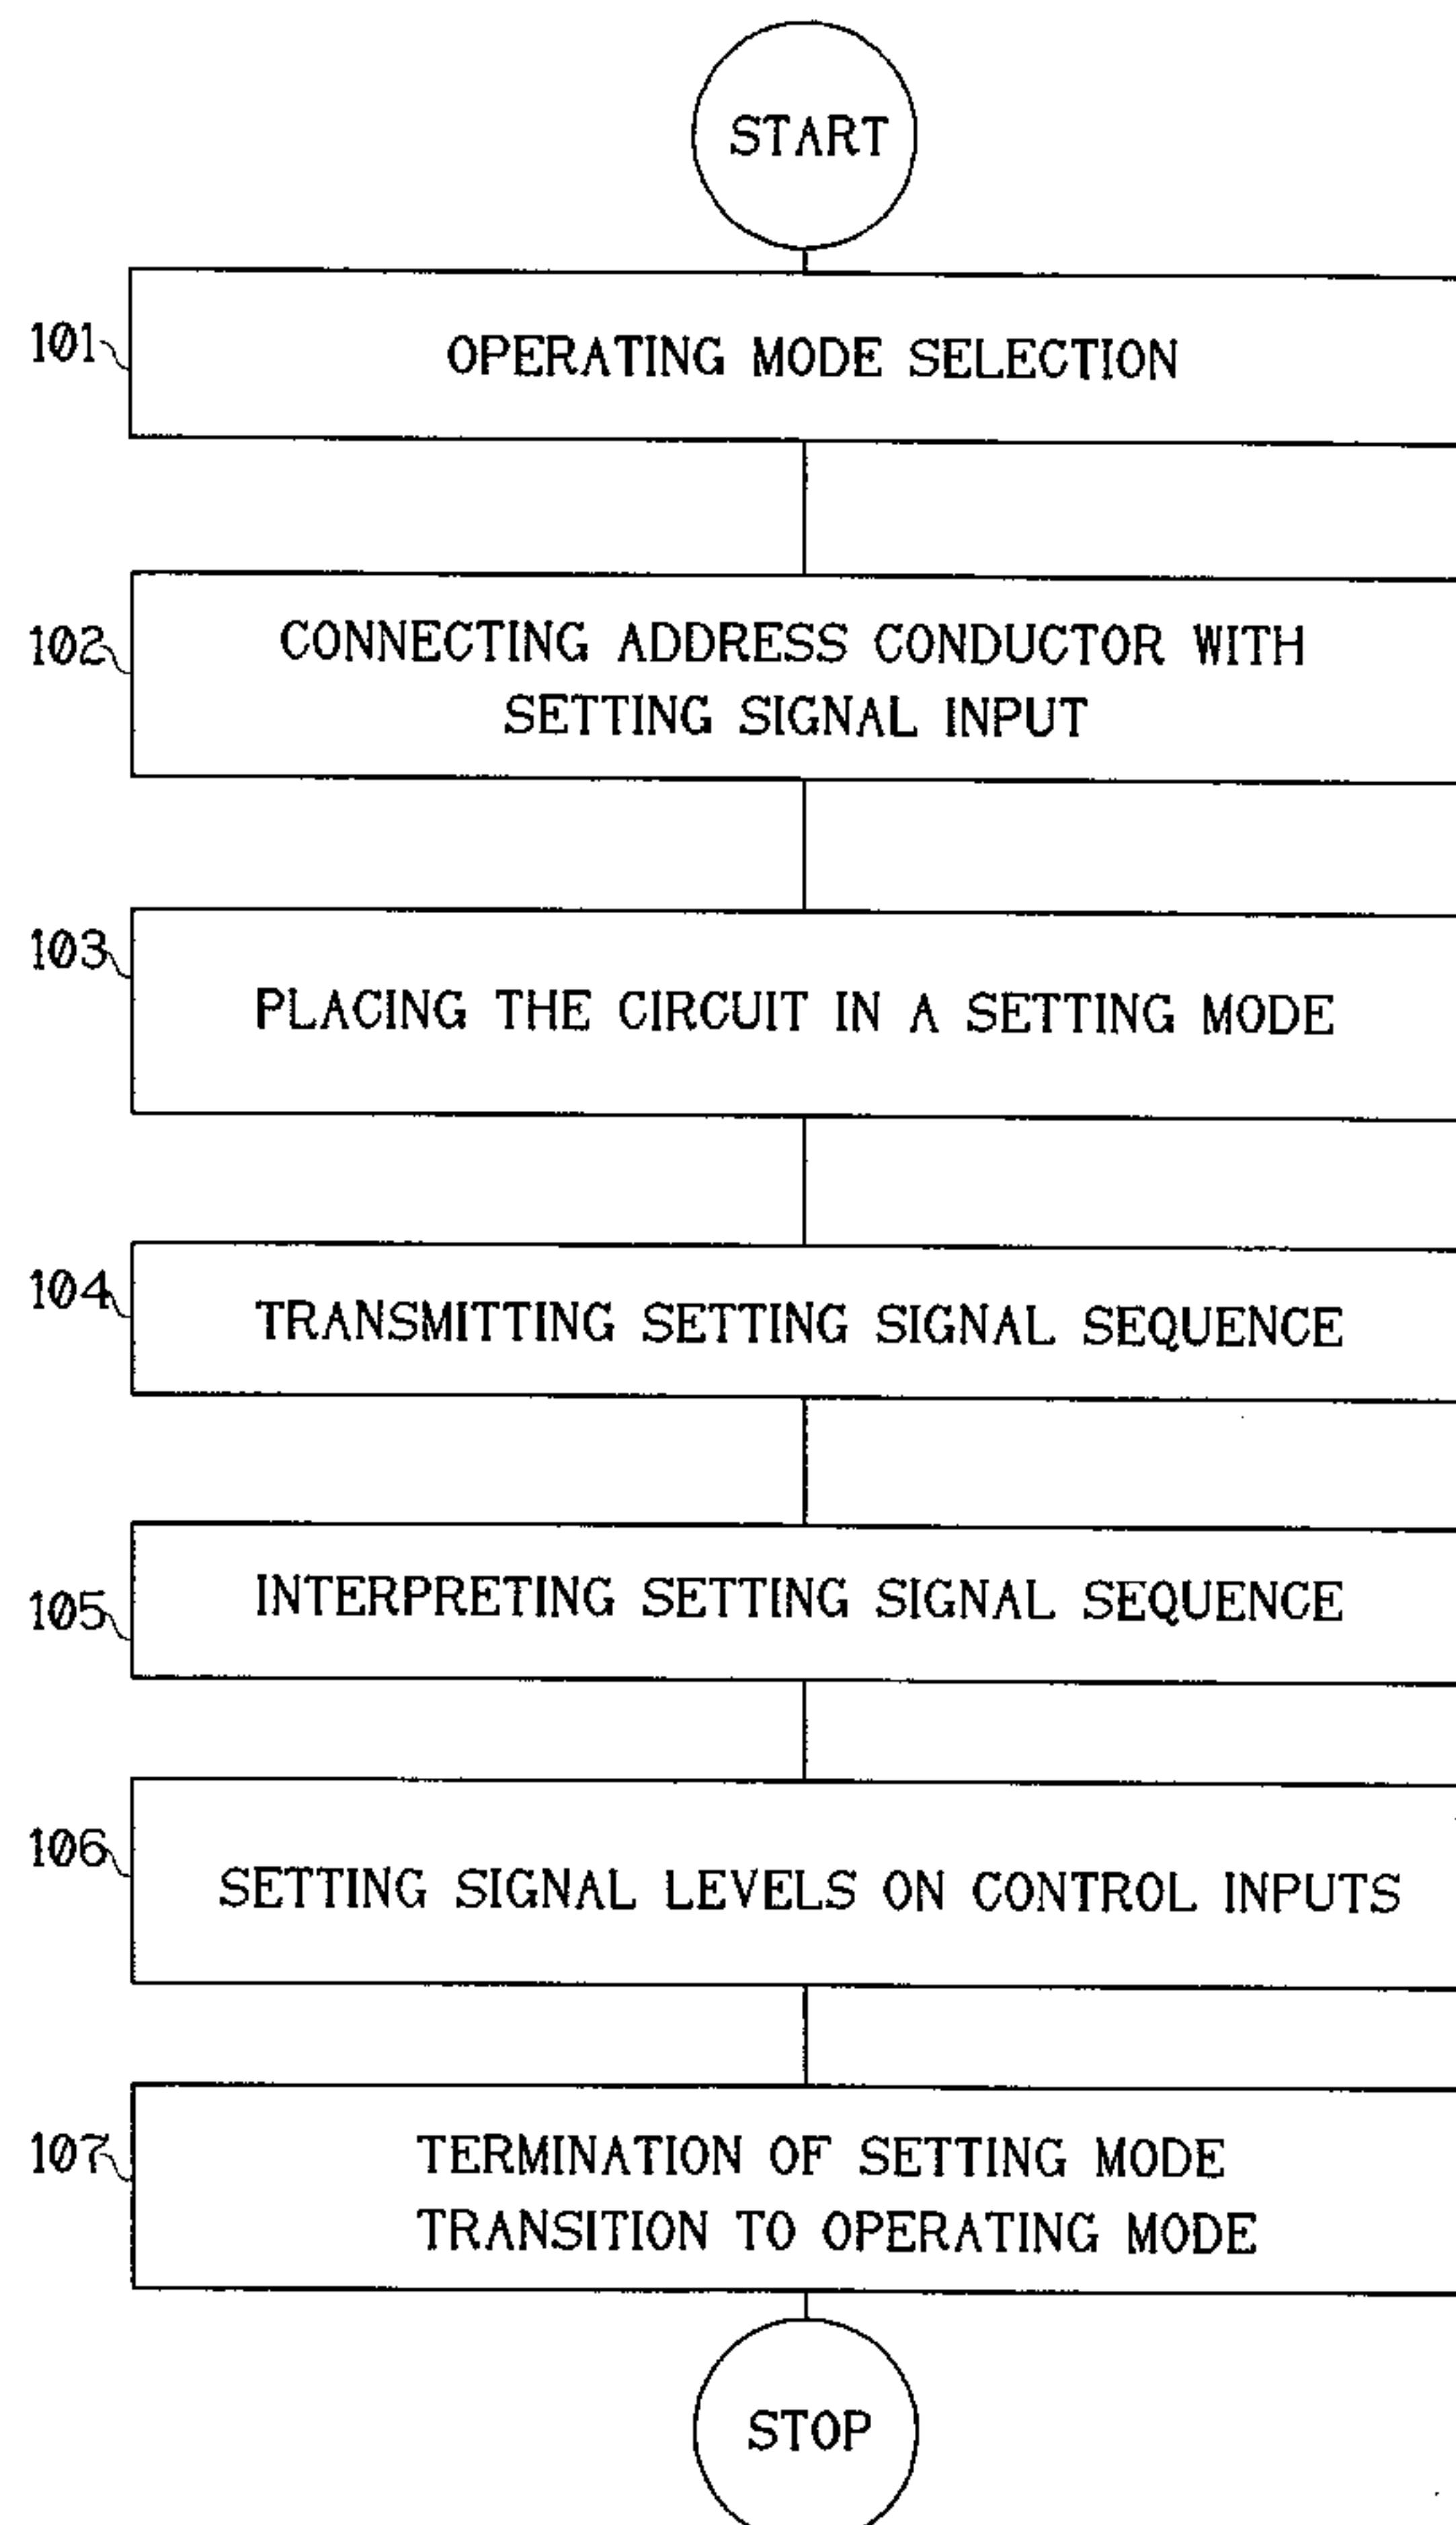 START
101
OPERATING MODE SELECTION
102
CONNECTING ADDRESS CONDUCTOR WITH
SETTING SIGNAL INPUT
103
PLACING THE CIRCUIT IN A SETTING MODE
104
TRANSMITTING SETTING SIGNAL SEQUENCE
105
INTERPRETING SETTING SIGNAL SEQUENCE
106
SETTING SIGNAL LEVELS ON CONTROL INPUTS
107
TERMINATION OF SETTING MODE
TRANSITION TO OPERATING MODE
STOP